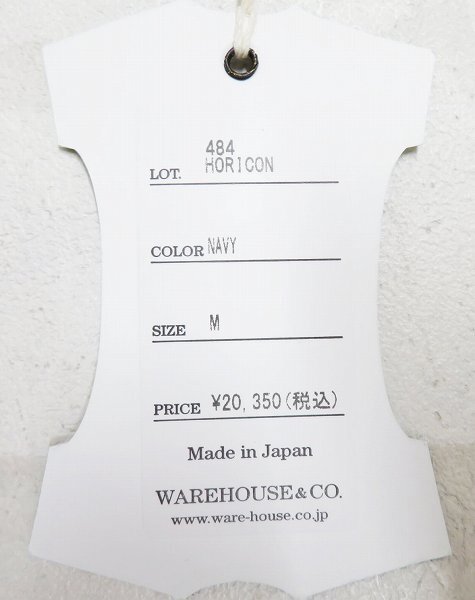 484
LOT. HORICON
COLOR NAVY
SIZE M
PRICE ¥20,350(税込)
Made in Japan
WAREHOUSE & CO.
www.ware-house.co.jp